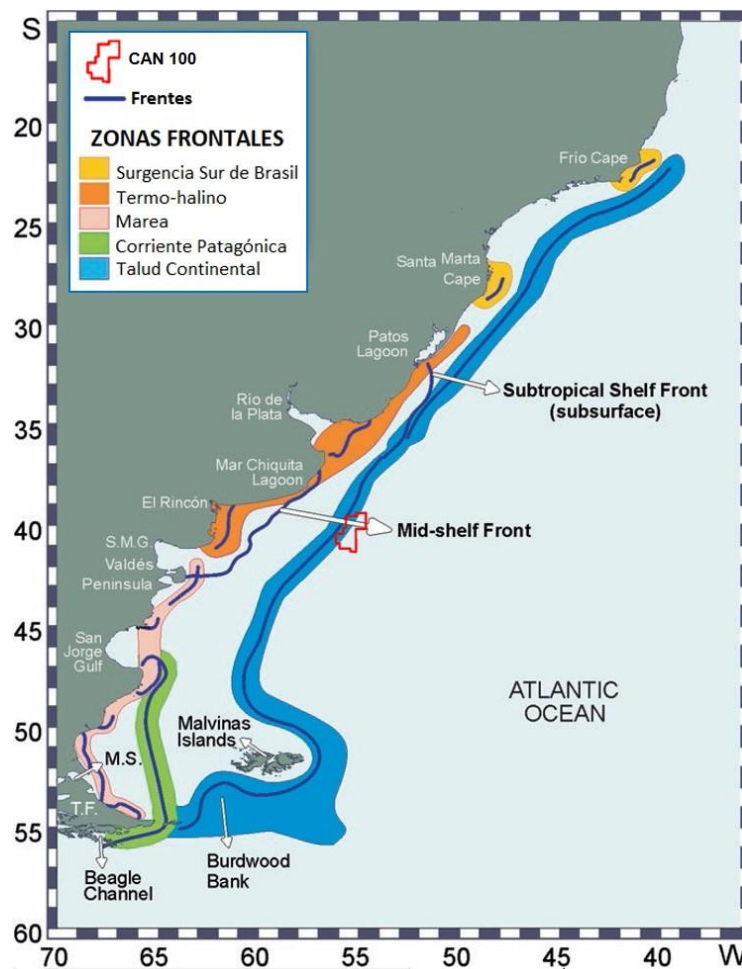 S
CAN 100
Frentes
ZONAS FRONTALES
Surgencia Sur de Brasil
Termo-halino
Marea
Corriente Patagónica
Talud Continental
20
25
30
35
40
45
50
55
60
Frío Cape
Santa Marta
Cape
Patos
Lagoon
Subtropical Shelf Front
(subsurface)
Rio de
la Plata
Mar Chiquita
Lagoon
El Rincón
Mid-shelf Front
S.M.G.
Valdés
Peninsula
San
Jorge
Gulf
ATLANTIC
OCEAN
Malvinas
Islands
M.S.
T.F.
Beagle
Channel
Burdwood
Bank
70 65 60 55 50 45 40 W